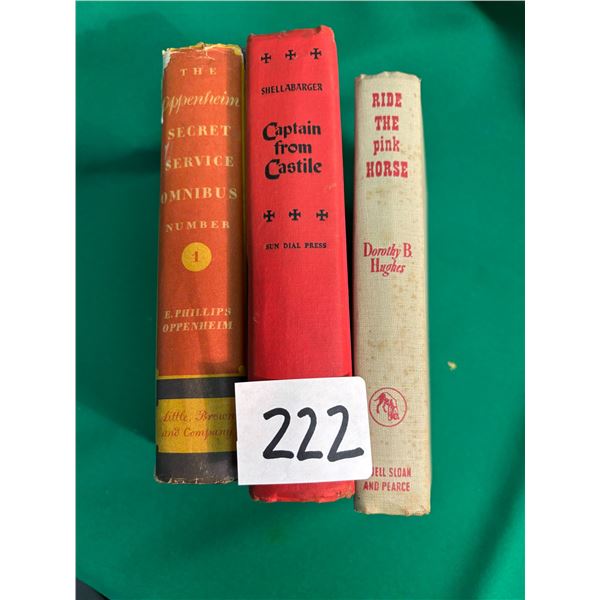 THE
Oppenheim
SECRET
SERVICE
OMNIBUS
NUMBER
1
E. PHILLIPS
OPPENHEIM
Little, Brown
and Company
SHELLABARGER
Captain
from
Castile
SUN DIAL PRESS
RIDE
THE
pink
HORSE
Dorothy B.
Hughes
SLOAN
AND PEARCE
222